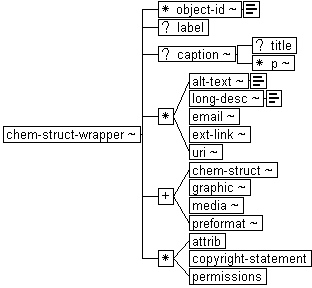 * object-id ~
? label
? caption ~
? title
* p ~
alt-text ~
long-desc ~
* email ~
ext-link ~
uri ~
chem-struct-wrapper ~
chem-struct ~
+ graphic ~
media ~
preformat ~
attrib
* copyright-statement
permissions